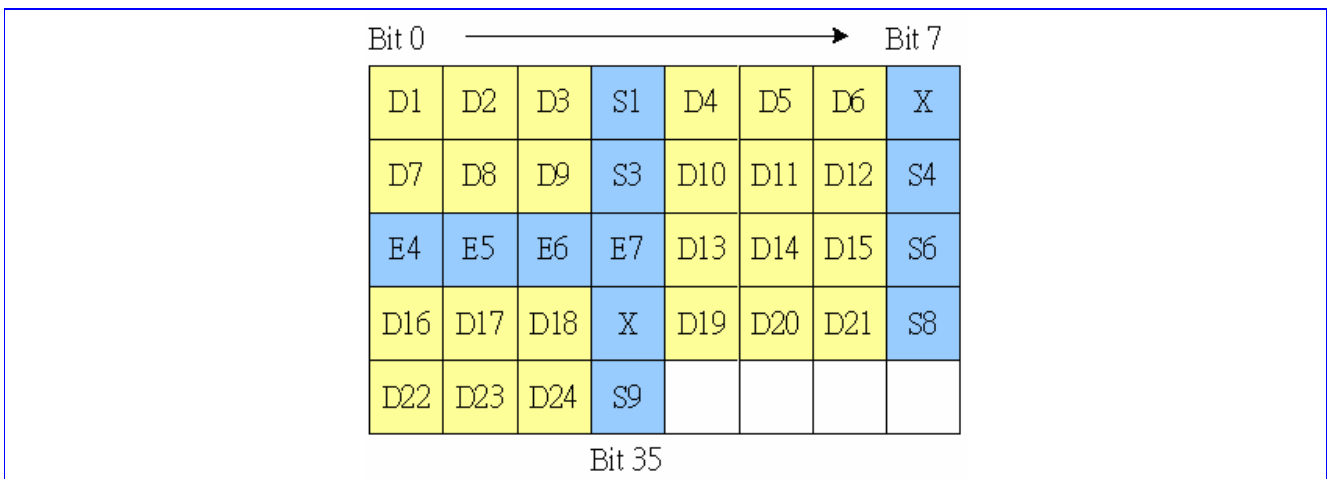 Bit 0 Bit 7
D1 D2 D3 S1 D4 D5 D6 X
D7 D8 D9 S3 D10 D11 D12 S4
E4 E5 E6 E7 D13 D14 D15 S6
D16 D17 D18 X D19 D20 D21 S8
D22 D23 D24 S9
Bit 35